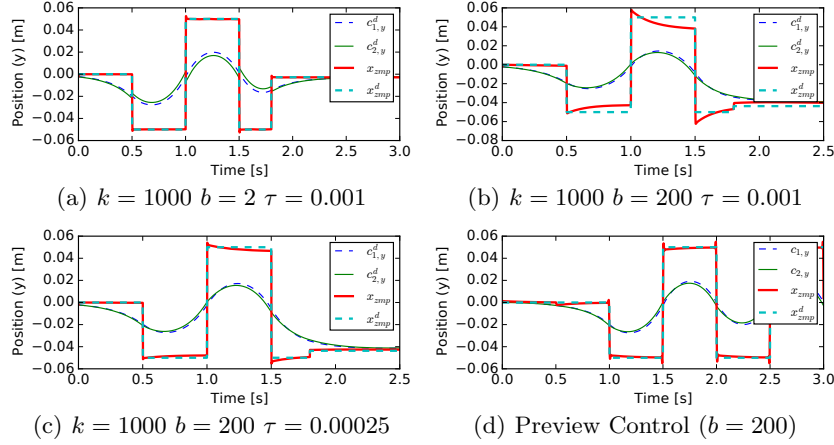 0.06
0.04
0.02
0.00
−0.02
−0.04
−0.06
Position (y) [m]
0.0 0.5 1.0 1.5 2.0 2.5 3.0
Time [s]
c^d_{1,y}
c^d_{2,y}
x_{zmp}
x^d_{zmp}
(a) k = 1000 b = 2 τ = 0.001
0.06
0.04
0.02
0.00
−0.02
−0.04
−0.06
−0.08
Position (y) [m]
0.0 0.5 1.0 1.5 2.0 2.5
Time [s]
c^d_{1,y}
c^d_{2,y}
x_{zmp}
x^d_{zmp}
(b) k = 1000 b = 200 τ = 0.001
0.06
0.04
0.02
0.00
−0.02
−0.04
−0.06
Position (y) [m]
0.0 0.5 1.0 1.5 2.0 2.5
Time [s]
c^d_{1,y}
c^d_{2,y}
x_{zmp}
x^d_{zmp}
(c) k = 1000 b = 200 τ = 0.00025
0.06
0.04
0.02
0.00
−0.02
−0.04
−0.06
Position (y) [m]
0.0 0.5 1.0 1.5 2.0 2.5 3.0
Time [s]
c_{1,y}
c_{2,y}
x_{zmp}
x^d_{zmp}
(d) Preview Control (b = 200)